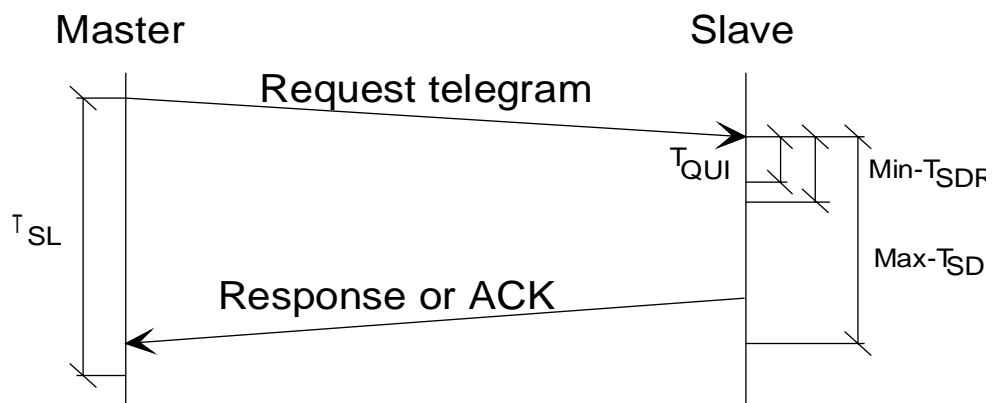 Master Slave
Request telegram
TQUI
Min-TSDR
TSL
Max-TSD
Response or ACK